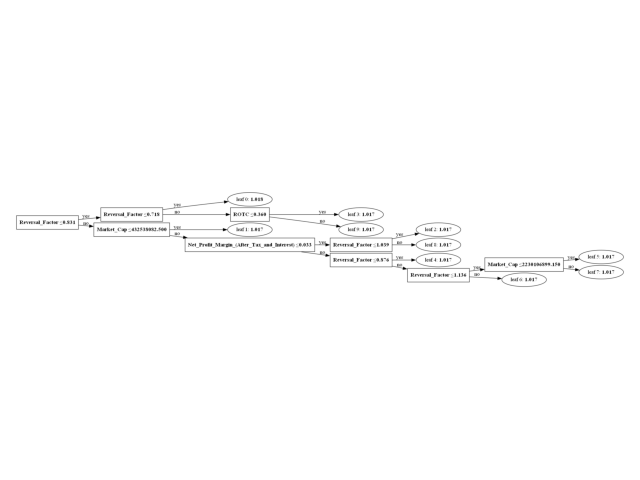 leaf 0: 1.018
yes
Reversal_Factor ≤0.718
yes
no
ROTC ≤0.360
yes
leaf 3: 1.017
Reversal_Factor ≤0.834
no
Market_Cap ≤432538082.500
yes
leaf 1: 1.017
no
leaf 9: 1.017
yes
leaf 2: 1.017
no
Net_Profit_Margin_(After_Tax_and_Interest) ≤0.033
yes
Reversal_Factor ≤1.039
no
leaf 8: 1.017
no
Reversal_Factor ≤0.876
yes
leaf 4: 1.017
no
Reversal_Factor ≤1.136
yes
Market_Cap ≤2230106899.150
yes
leaf 5: 1.017
no
leaf 7: 1.017
no
leaf 6: 1.017